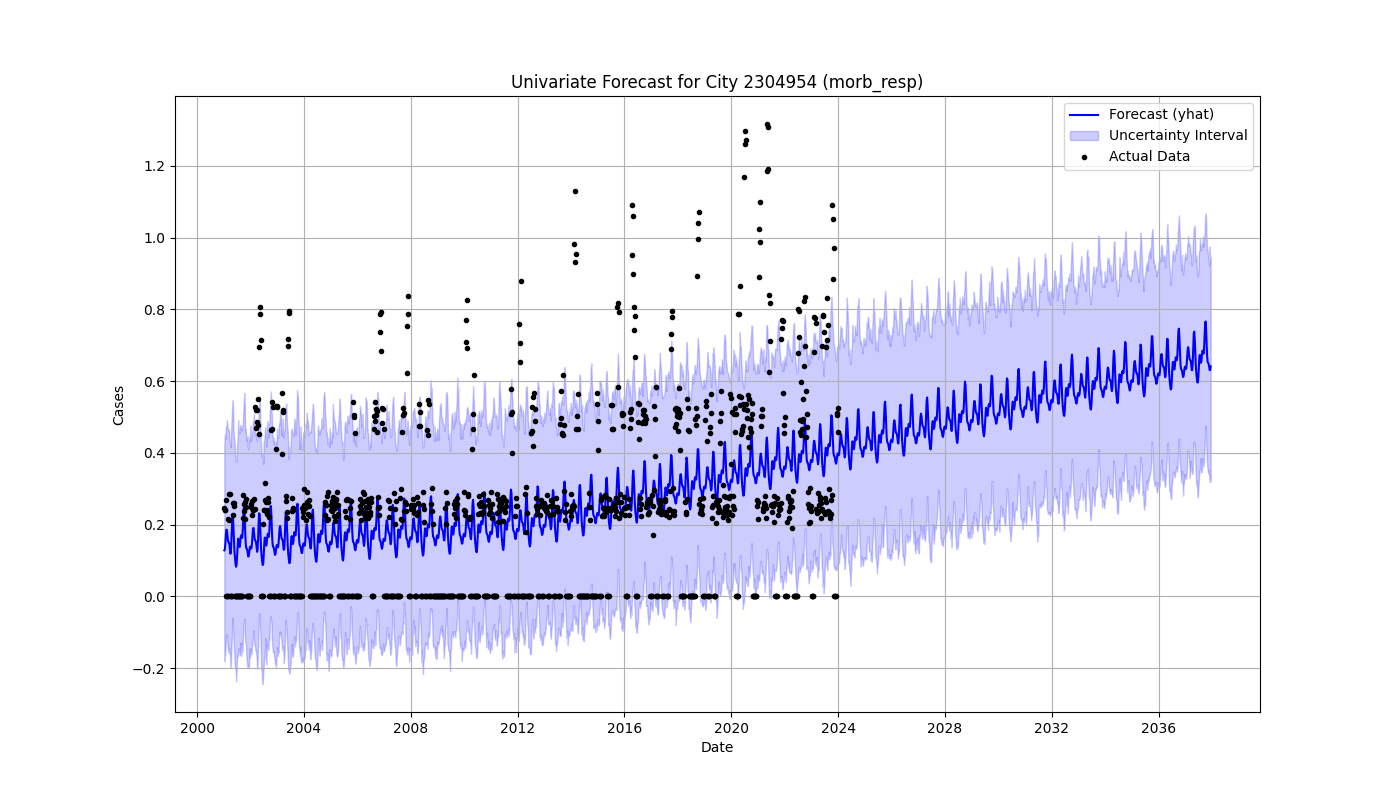 Univariate Forecast for City 2304954 (morb_resp)
Forecast (yhat)
Uncertainty Interval
Actual Data
Cases
1.2
1.0
0.8
0.6
0.4
0.2
0.0
−0.2
2000 2004 2008 2012 2016 2020 2024 2028 2032 2036
Date